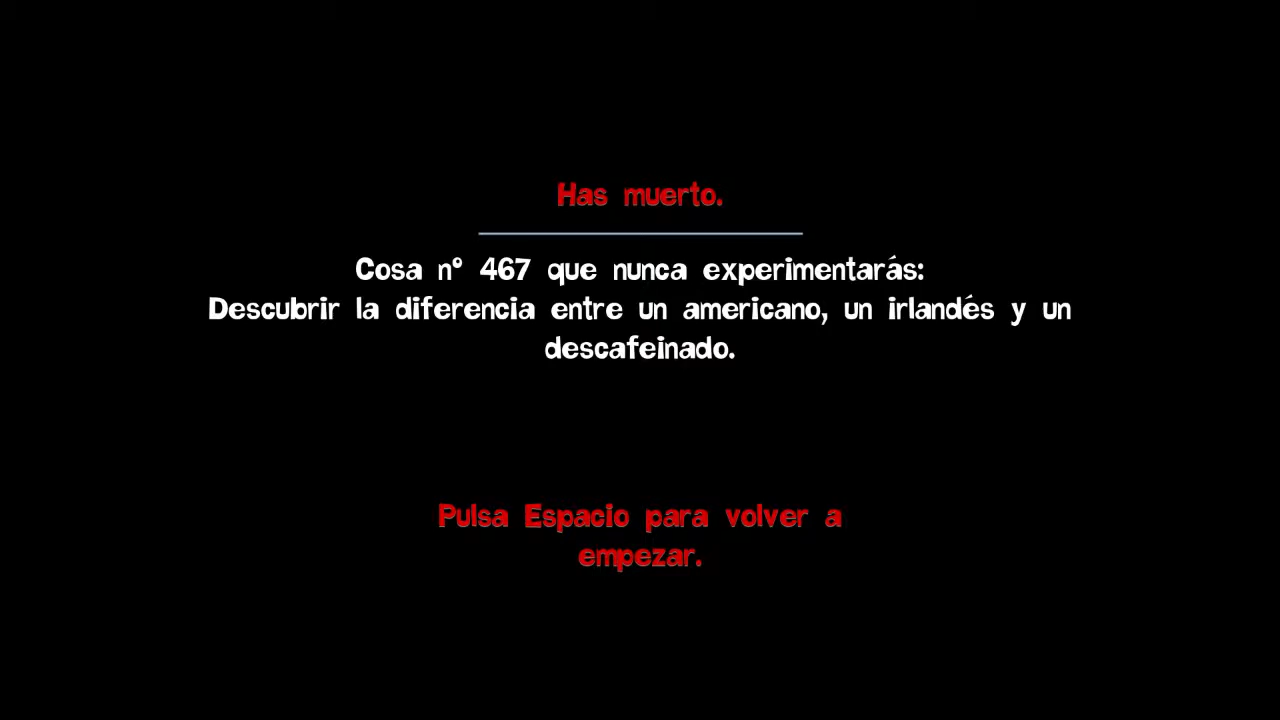 Has muerto.
Cosa nº 467 que nunca experimentarás:
Descubrir la diferencia entre un americano, un irlandés y un
descafeinado.
Pulsa Espacio para volver a
empezar.